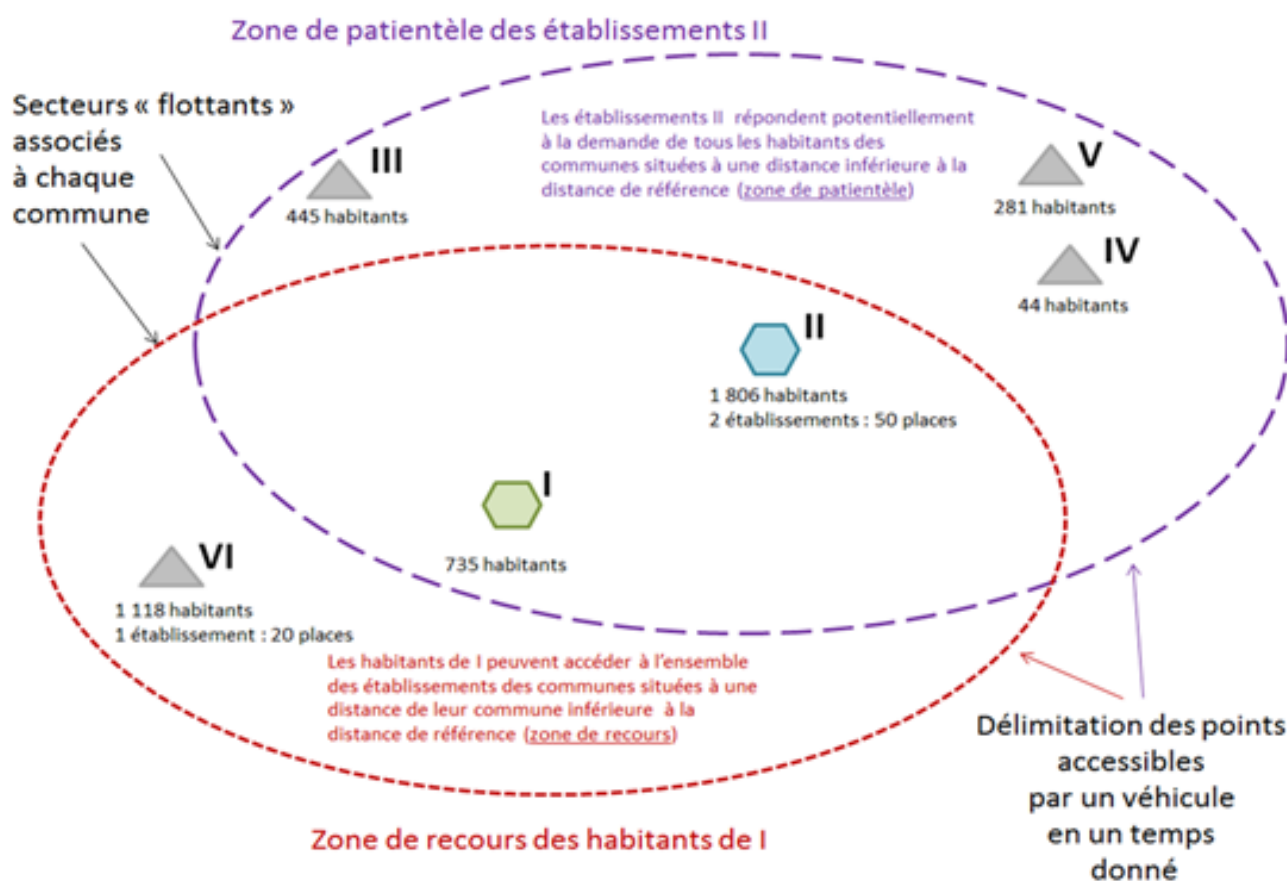 Zone de patientèle des établissements II
Secteurs « flottants »
associés
à chaque
commune
Les établissements II répondent potentiellement
à la demande de tous les habitants des
communes situées à une distance inférieure à la
distance de référence (zone de patientèle)
III
445 habitants
V
281 habitants
IV
44 habitants
II
1 806 habitants
2 établissements : 50 places
I
735 habitants
VI
1 118 habitants
1 établissement : 20 places
Les habitants de I peuvent accéder à l'ensemble
des établissements des communes situées à une
distance de leur commune inférieure à la
distance de référence (zone de recours)
Délimitation des points
accessibles
par un véhicule
en un temps
donné
Zone de recours des habitants de I